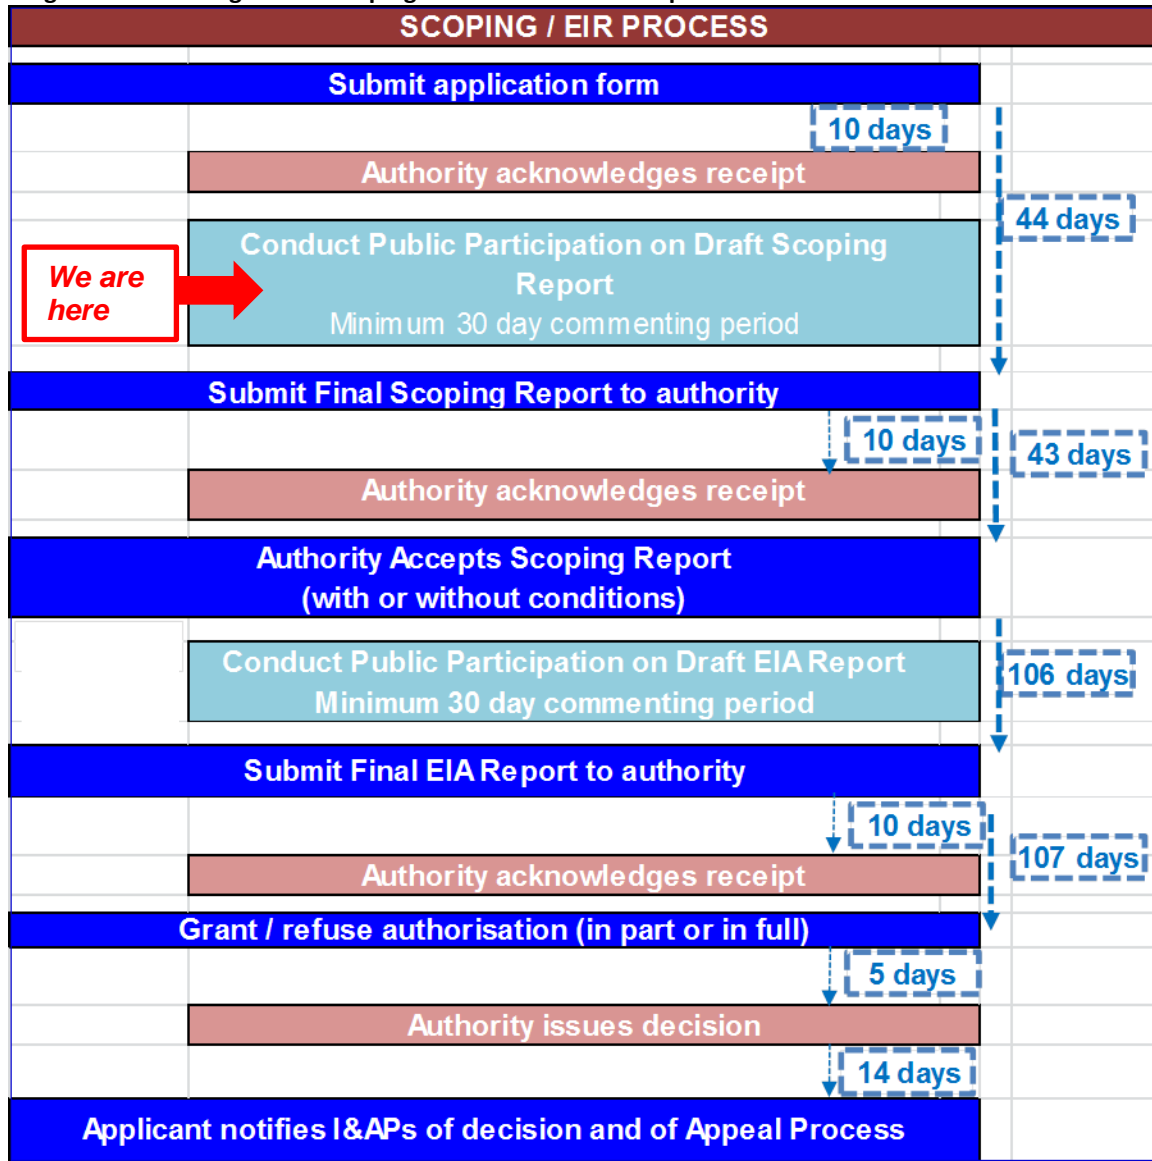 SCOPING / EIR PROCESS
Submit application form
10 days
Authority acknowledges receipt
44 days
Conduct Public Participation on Draft Scoping
Report
Minimum 30 day commenting period
We are
here
Submit Final Scoping Report to authority
10 days
43 days
Authority acknowledges receipt
Authority Accepts Scoping Report
(with or without conditions)
Conduct Public Participation on Draft EIA Report
Minimum 30 day commenting period
106 days
Submit Final EIA Report to authority
10 days
107 days
Authority acknowledges receipt
Grant / refuse authorisation (in part or in full)
5 days
Authority issues decision
14 days
Applicant notifies I&APs of decision and of Appeal Process